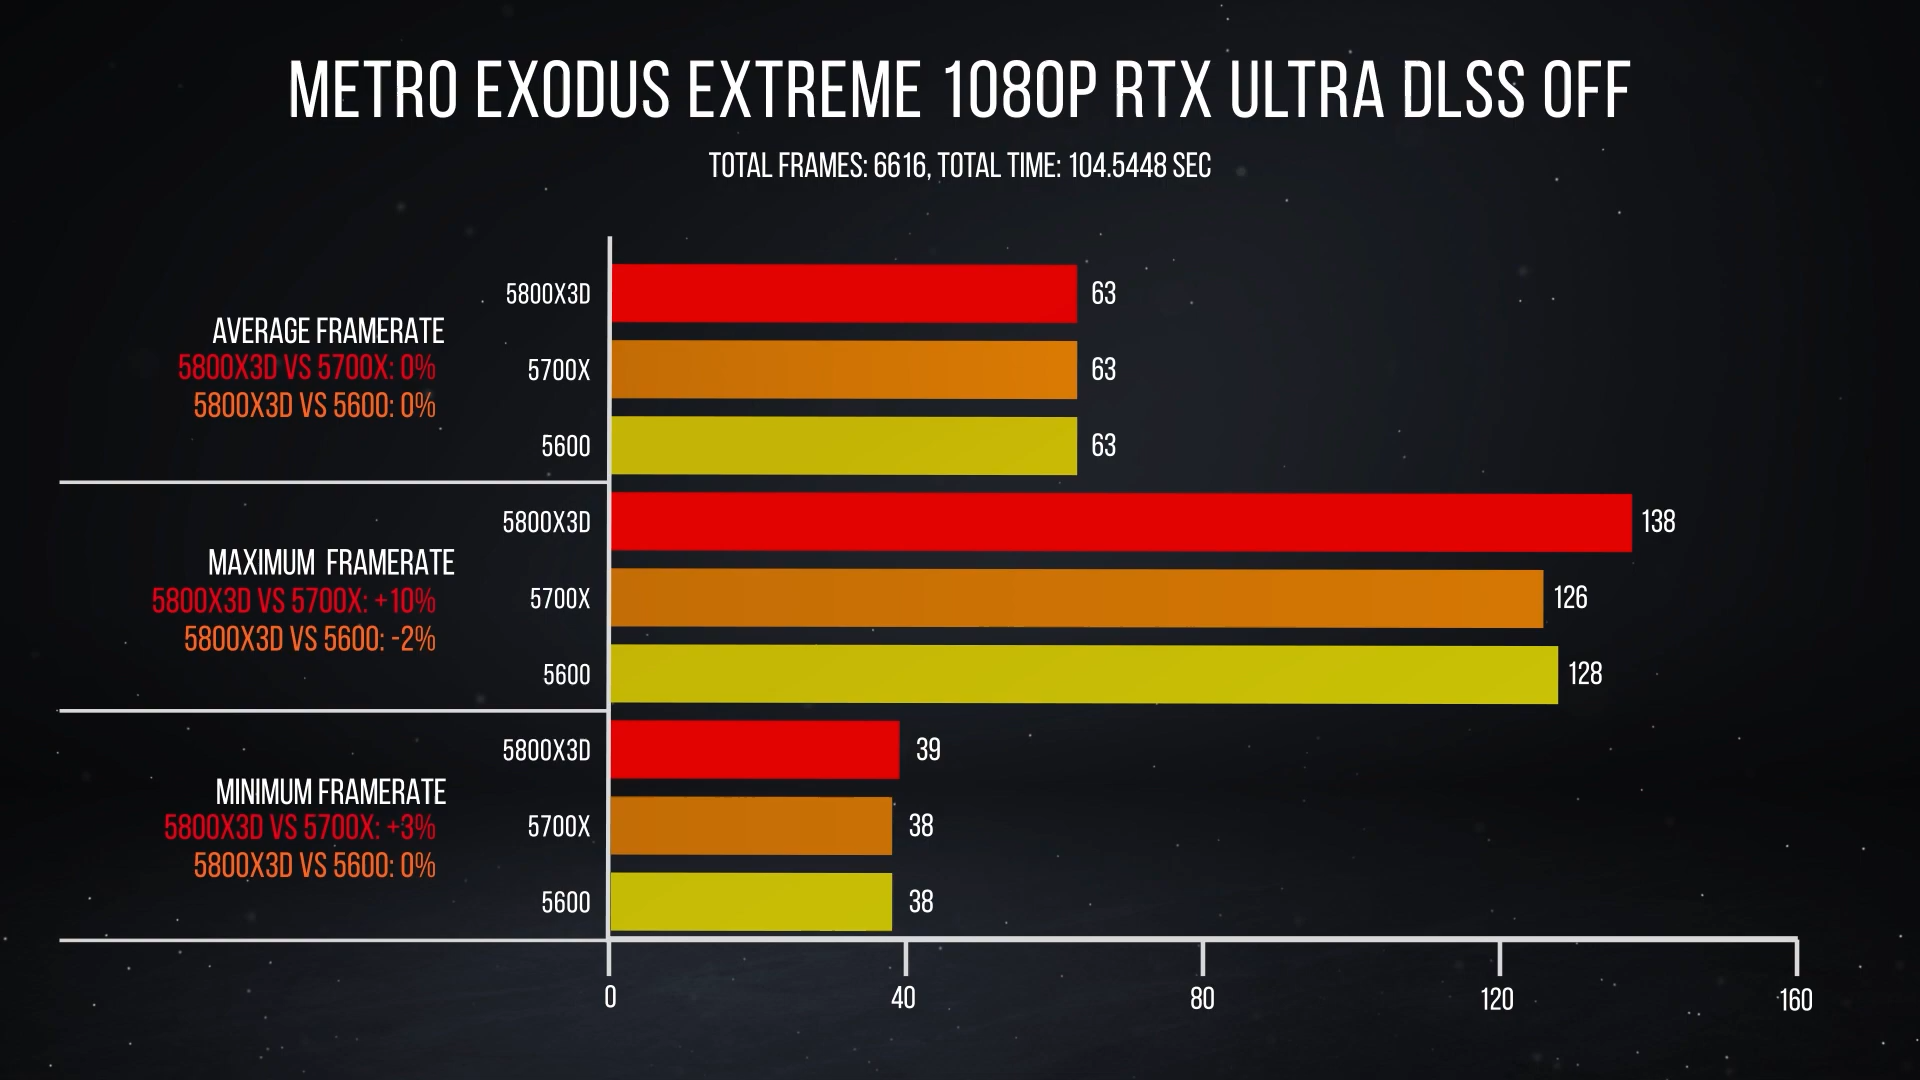 METRO EXODUS EXTREME 1080P RTX ULTRA DLSS OFF
TOTAL FRAMES: 6616, TOTAL TIME: 104.5448 SEC
AVERAGE FRAMERATE
5800X3D VS 5700X: 0%
5800X3D VS 5600: 0%
5800X3D 63
5700X 63
5600 63
MAXIMUM FRAMERATE
5800X3D VS 5700X: +10%
5800X3D VS 5600: -2%
5800X3D 138
5700X 126
5600 128
MINIMUM FRAMERATE
5800X3D VS 5700X: +3%
5800X3D VS 5600: 0%
5800X3D 39
5700X 38
5600 38
0 40 80 120 160